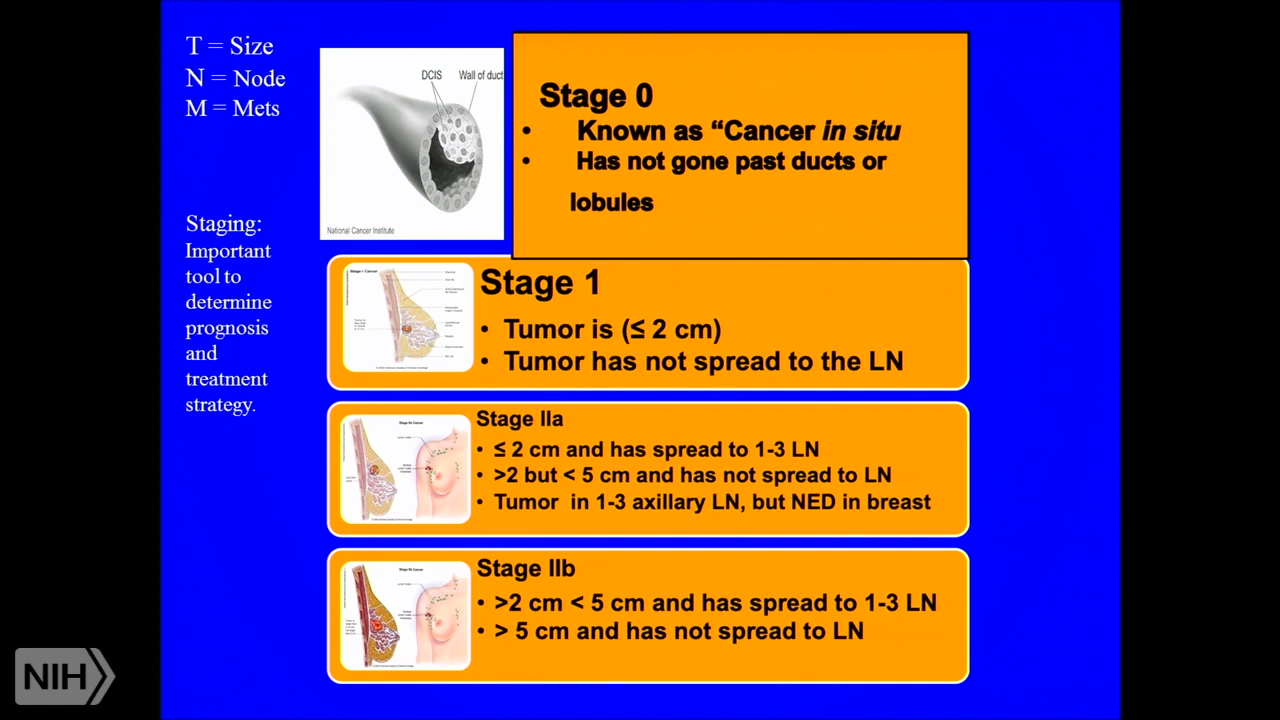 T = Size
N = Node
M = Mets
Staging:
Important
tool to
determine
prognosis
and
treatment
strategy.
DCIS
Wall of duct
National Cancer Institute
Stage 0
• Known as “Cancer in situ
• Has not gone past ducts or
lobules
Stage I Cancer
Stage 1
• Tumor is (≤ 2 cm)
• Tumor has not spread to the LN
Stage IIa
• ≤ 2 cm and has spread to 1-3 LN
• >2 but < 5 cm and has not spread to LN
• Tumor in 1-3 axillary LN, but NED in breast
Stage IIb
• >2 cm < 5 cm and has spread to 1-3 LN
• > 5 cm and has not spread to LN
NIH